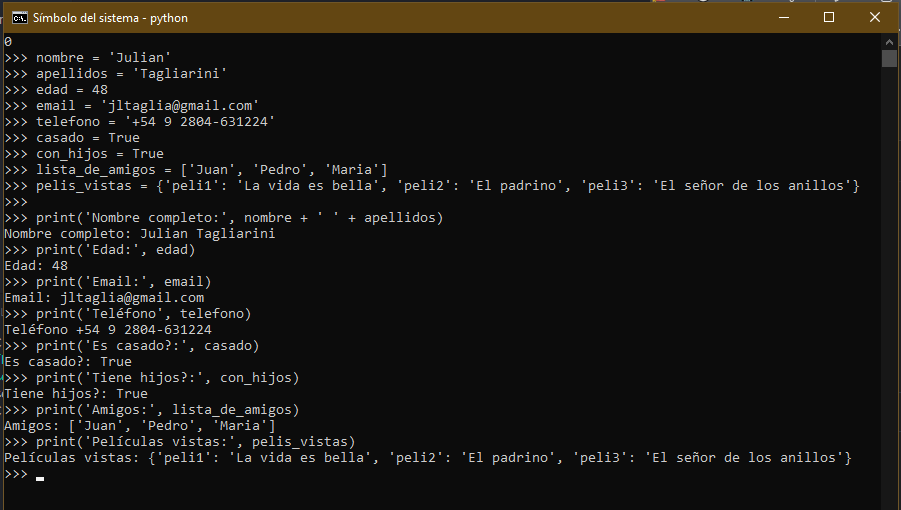 Símbolo del sistema - python
0
>>> nombre = 'Julian'
>>> apellidos = 'Tagliarini'
>>> edad = 48
>>> email = 'jltaglia@gmail.com'
>>> telefono = '+54 9 2804-631224'
>>> casado = True
>>> con_hijos = True
>>> lista_de_amigos = ['Juan', 'Pedro', 'Maria']
>>> pelis_vistas = {'peli1': 'La vida es bella', 'peli2': 'El padrino', 'peli3': 'El señor de los anillos'}
>>>
>>> print('Nombre completo:', nombre + ' ' + apellidos)
Nombre completo: Julian Tagliarini
>>> print('Edad:', edad)
Edad: 48
>>> print('Email:', email)
Email: jltaglia@gmail.com
>>> print('Teléfono', telefono)
Teléfono +54 9 2804-631224
>>> print('Es casado?:', casado)
Es casado?: True
>>> print('Tiene hijos?:', con_hijos)
Tiene hijos?: True
>>> print('Amigos:', lista_de_amigos)
Amigos: ['Juan', 'Pedro', 'Maria']
>>> print('Películas vistas:', pelis_vistas)
Películas vistas: {'peli1': 'La vida es bella', 'peli2': 'El padrino', 'peli3': 'El señor de los anillos'}
>>>